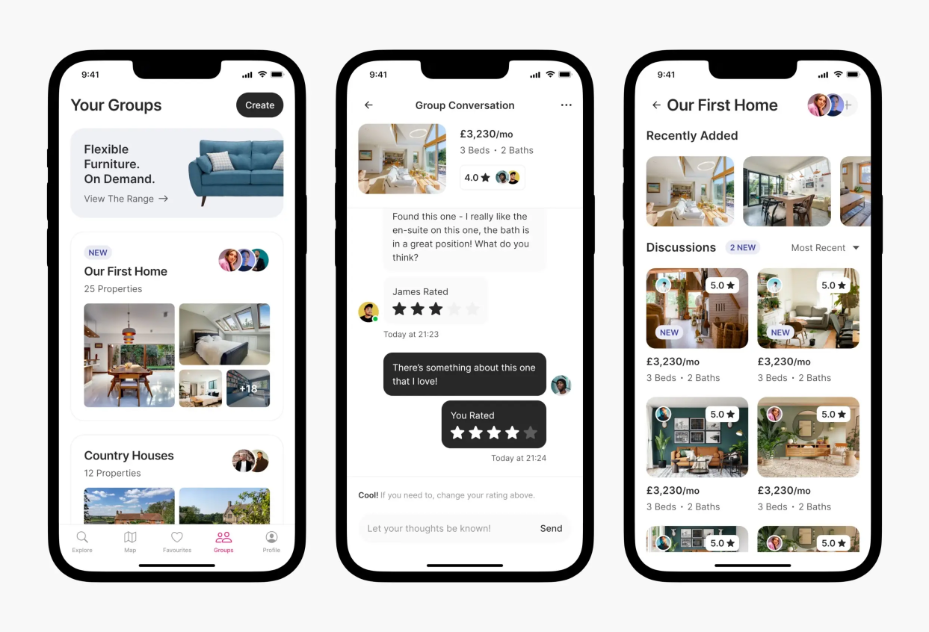 9:41
Your Groups
Create
Flexible
Furniture.
On Demand.
View The Range →
NEW
Our First Home
25 Properties
+18
Country Houses
12 Properties
Explore
Map
Favourites
Groups
Profile
9:41
← Group Conversation ...
£3,230/mo
3 Beds • 2 Baths
4.0 ★
Found this one - I really like the
en-suite on this one, the bath is
in a great position! What do you
think?
James Rated
Today at 21:23
There's something about this one
that I love!
You Rated
Today at 21:24
Cool! If you need to, change your rating above.
Let your thoughts be known!
Send
9:41
← Our First Home
+
Recently Added
Discussions
2 NEW
Most Recent
5.0 ★
NEW
£3,230/mo
3 Beds • 2 Baths
5.0 ★
NEW
£3,230/mo
3 Beds • 2 Baths
5.0 ★
£3,230/mo
3 Beds • 2 Baths
5.0 ★
£3,230/mo
3 Beds • 2 Baths
5.0 ★
5.0 ★